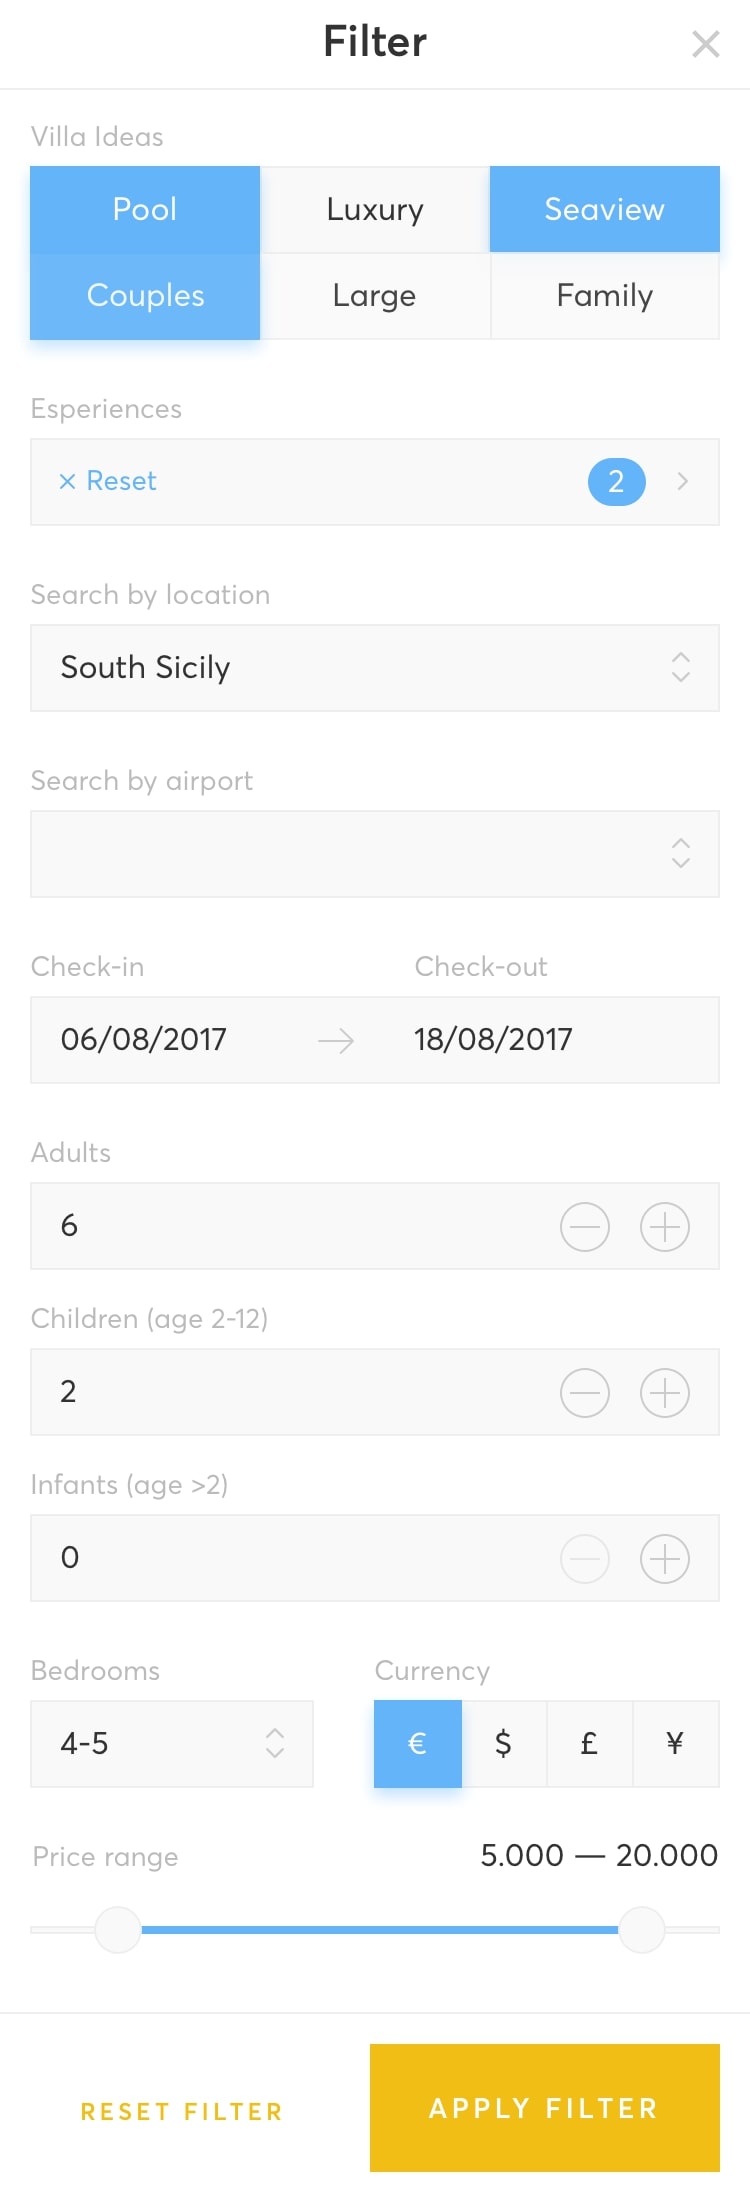 Filter
Villa Ideas
Pool Luxury Seaview
Couples Large Family
Esperiences
× Reset 2
Search by location
South Sicily
Search by airport
Check-in Check-out
06/08/2017 → 18/08/2017
Adults
6
Children (age 2-12)
2
Infants (age >2)
0
Bedrooms Currency
4-5 € $ £ ¥
Price range 5.000 — 20.000
RESET FILTER APPLY FILTER